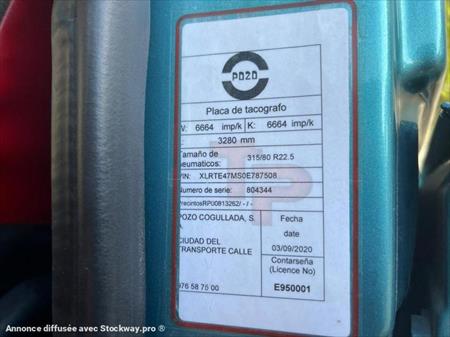 POZO
Placa de tacografo
W: 6664 imp/k K: 6664 imp/k
: 3280 mm
Tamaño de
neumaticos: 315/80 R22.5
VIN: XLRTE47MS0E787508
Numero de serie: 804344
PrecintosRPU0813262/ - / -
POZO COGULLADA, S.
A.
CIUDAD DEL
TRANSPORTE CALLE
976 58 75 00
Fecha
date
03/09/2020
Contarseña
(Licence No)
E950001
TP
Annonce diffusée avec Stockway.pro ®